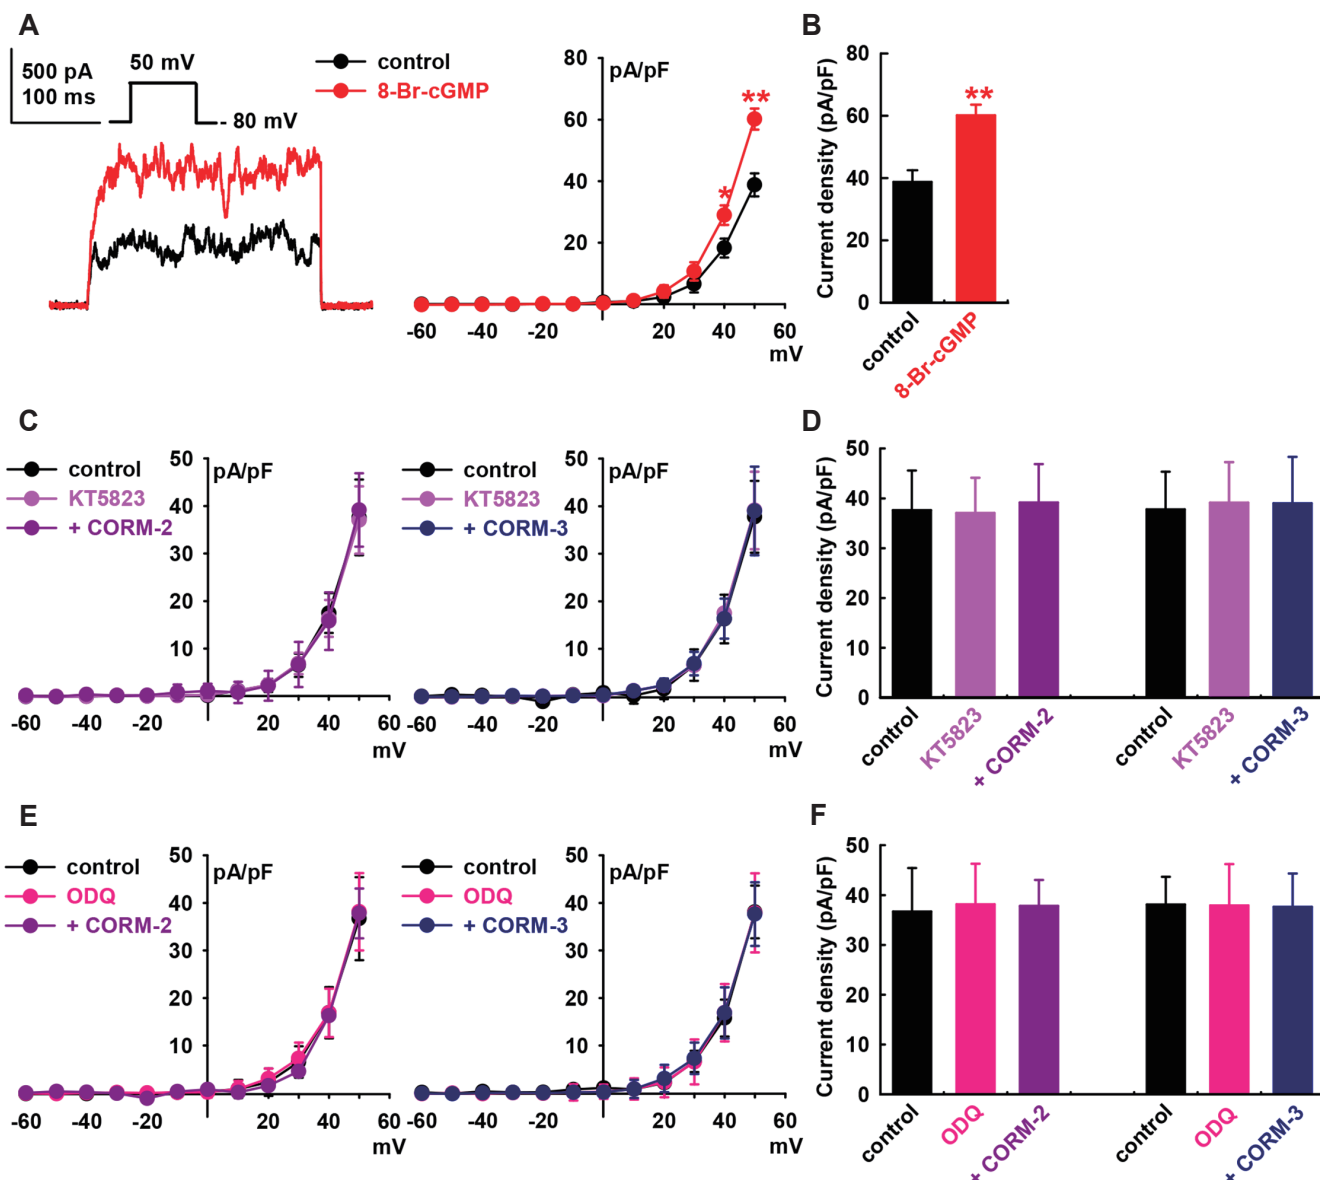 A
500 pA
100 ms
50 mV
- 80 mV
control
8-Br-cGMP
pA/pF
80
60
40
20
**
*
-60 -40 -20 20 40 60
mV
B
Current density (pA/pF)
80
60
40
20
0
**
control
8-Br-cGMP
C
control
KT5823
+ CORM-2
pA/pF
50
40
30
20
10
-60 -40 -20 20 40 60
mV
control
KT5823
+ CORM-3
pA/pF
50
40
30
20
10
-60 -40 -20 20 40 60
mV
D
Current density (pA/pF)
50
40
30
20
10
0
control
KT5823
+ CORM-2
control
KT5823
+ CORM-3
E
control
ODQ
+ CORM-2
pA/pF
50
40
30
20
10
-60 -40 -20 20 40 60
mV
control
ODQ
+ CORM-3
pA/pF
50
40
30
20
10
-60 -40 -20 20 40 60
mV
F
Current density (pA/pF)
50
40
30
20
10
0
control
ODQ
+ CORM-2
control
ODQ
+ CORM-3